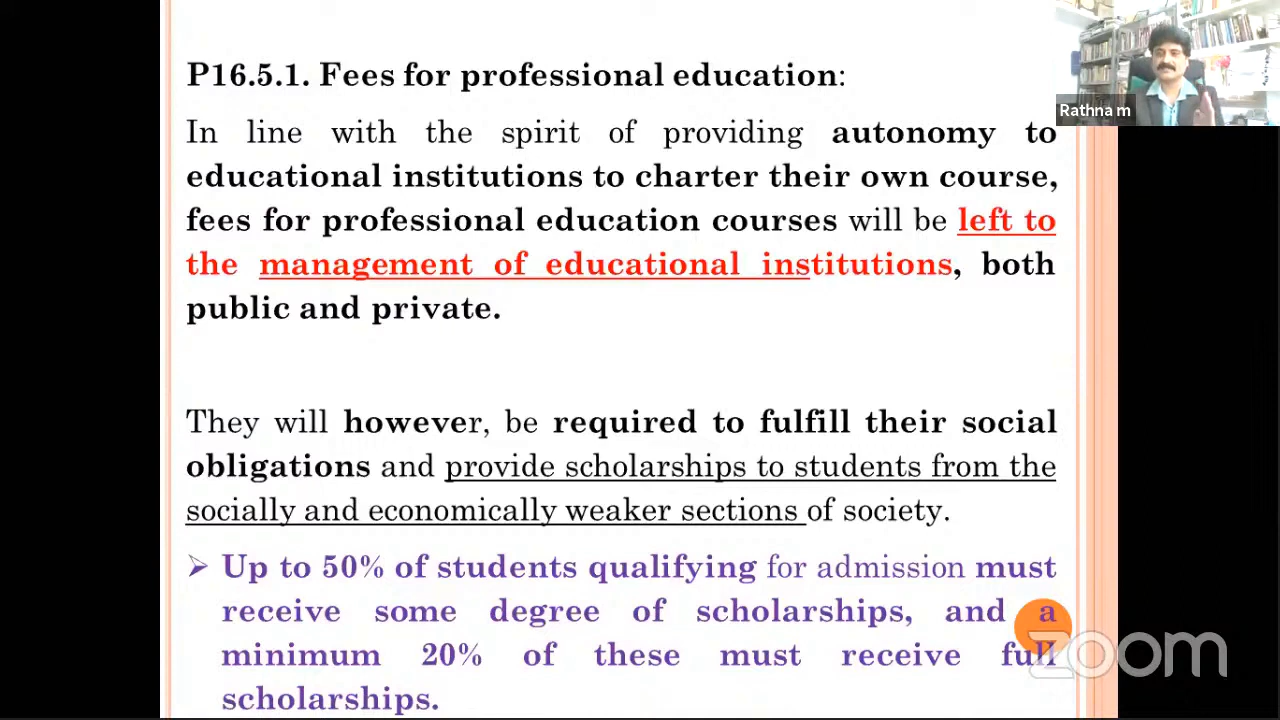 P16.5.1. Fees for professional education:
Rathna m
In line with the spirit of providing autonomy to
educational institutions to charter their own course,
fees for professional education courses will be left to
the management of educational institutions, both
public and private.
They will however, be required to fulfill their social
obligations and provide scholarships to students from the
socially and economically weaker sections of society.
Up to 50% of students qualifying for admission must
receive some degree of scholarships, and a
minimum 20% of these must receive full
scholarships.
zoom